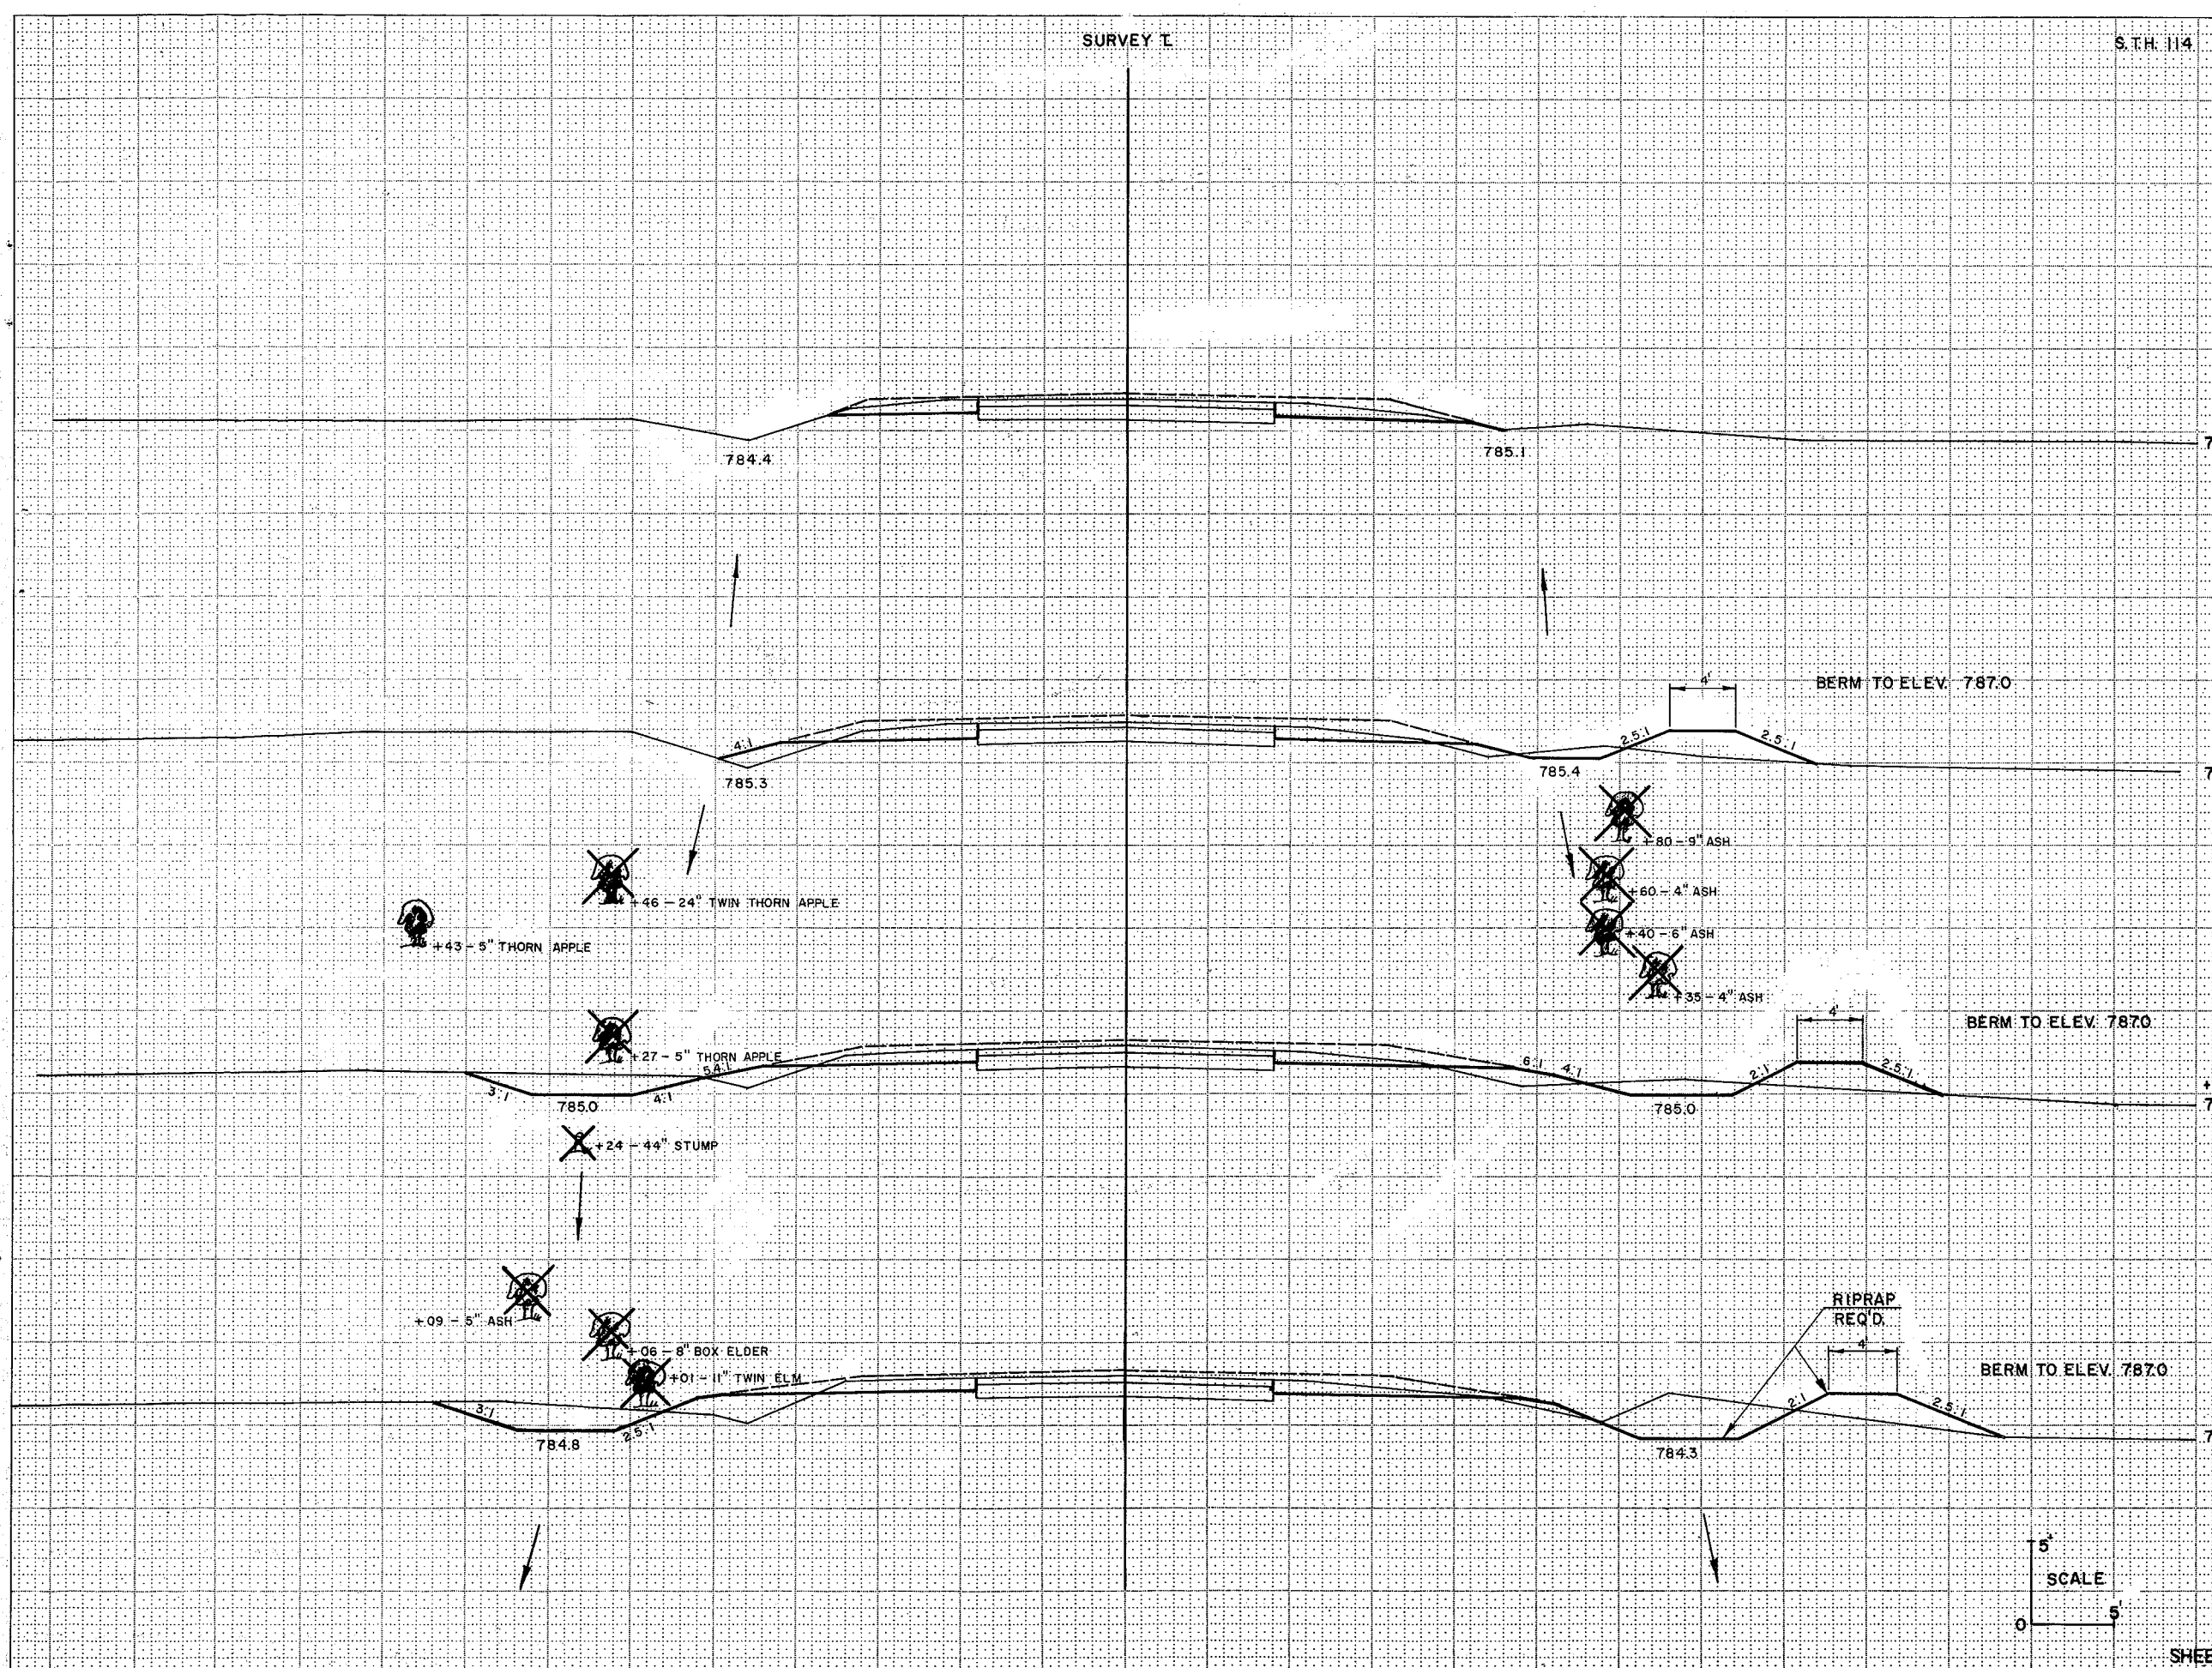 SURVEY
S.T.H. 114
784.4
785.1
4'
BERM TO ELEV. 787.0
4:1
2.5:1
2.5:1
785.3
785.4
+80 - 9" ASH
+60 - 4" ASH
+46 - 24" TWIN THORN APPLE
+40 - 6" ASH
+43 - 5" THORN APPLE
+35 - 4" ASH
4'
BERM TO ELEV. 787.0
+27 - 5" THORN APPLE
5.4:1
6:1
4:1
2:1
2.5:1
3:1
4:1
785.0
785.0
+24 - 44" STUMP
RIPRAP
REQ'D.
+09 - 5" ASH
4'
+06 - 8" BOX ELDER
BERM TO ELEV. 787.0
+01 - 11" TWIN ELM
3:1
2.5:1
2:1
2.5:1
784.8
784.3
5'
SCALE
0
5'